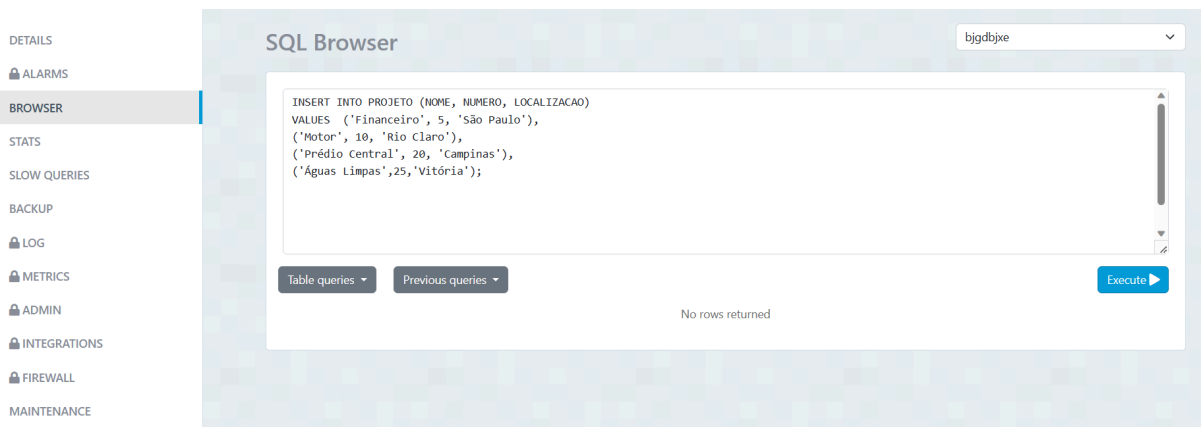 DETAILS
ALARMS
BROWSER
STATS
SLOW QUERIES
BACKUP
LOG
METRICS
ADMIN
INTEGRATIONS
FIREWALL
MAINTENANCE
SQL Browser
bjgdbjxe
INSERT INTO PROJETO (NOME, NUMERO, LOCALIZACAO)
VALUES  ('Financeiro', 5, 'São Paulo'),
('Motor', 10, 'Rio Claro'),
('Prédio Central', 20, 'Campinas'),
('Águas Limpas',25,'Vitória');
Table queries
Previous queries
Execute
No rows returned